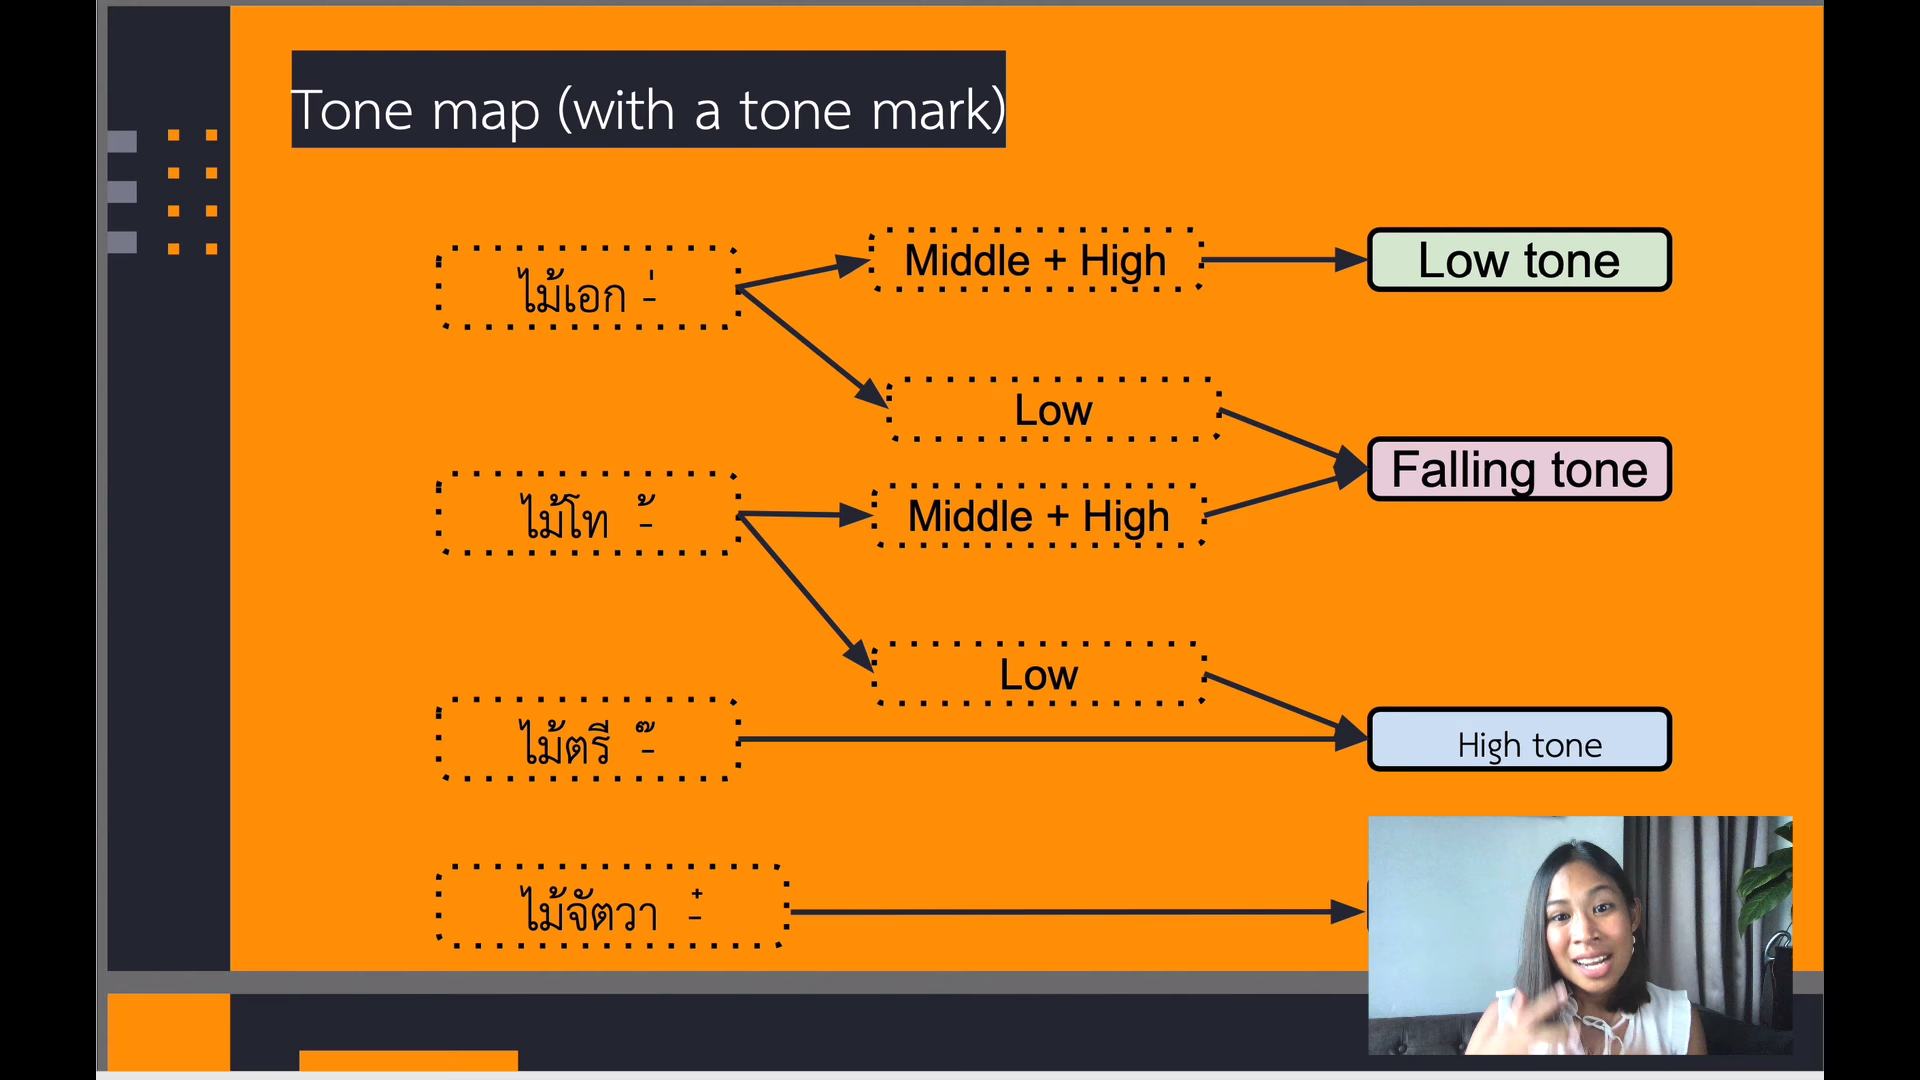 Tone map (with a tone mark)
ไม้เอก -่
Middle + High
Low tone
Low
Falling tone
ไม้โท -้
Middle + High
Low
ไม้ตรี -๊
High tone
ไม้จัตวา -๋